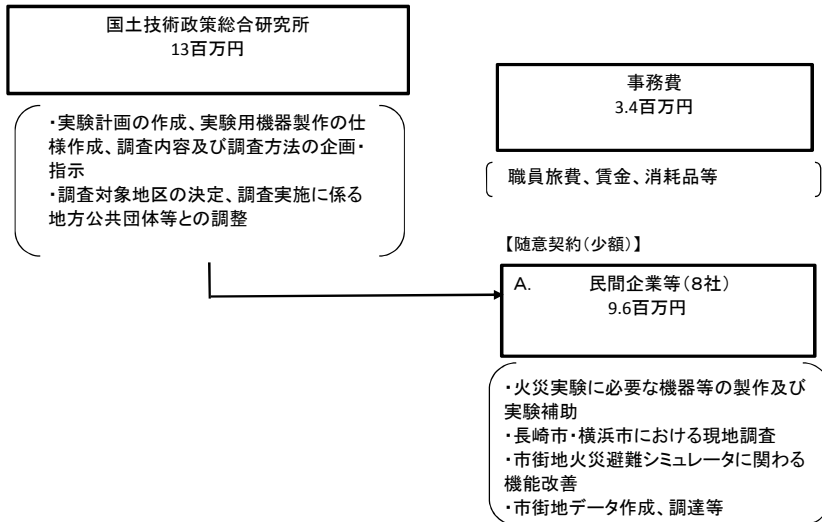 国土技術政策総合研究所
13百万円
・実験計画の作成、実験用機器製作の仕
様作成、調査内容及び調査方法の企画・
指示
・調査対象地区の決定、調査実施に係る
地方公共団体等との調整
事務費
3.4百万円
職員旅費、賃金、消耗品等
【随意契約(少額)】
A. 民間企業等(8社)
9.6百万円
・火災実験に必要な機器等の製作及び
実験補助
・長崎市・横浜市における現地調査
・市街地火災避難シミュレータに関わる
機能改善
・市街地データ作成、調達等